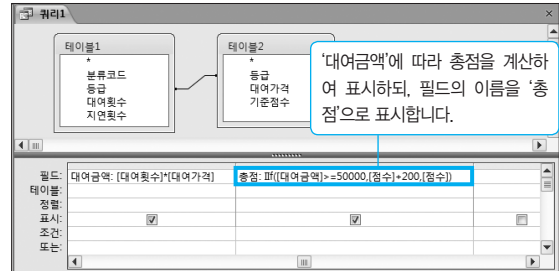 쿼리1
테이블1
*
분류코드
등급
대여횟수
지연횟수
테이블2
*
등급
대여가격
기준점수
‘대여금액’에 따라 총점을 계산하
여 표시하되, 필드의 이름을 ‘총
점’으로 표시합니다.
필드: 대여금액: [대여횟수]*[대여가격] 총점: IIf([대여금액]>=50000,[점수]+200,[점수])
테이블:
정렬:
표시:
조건:
또는: